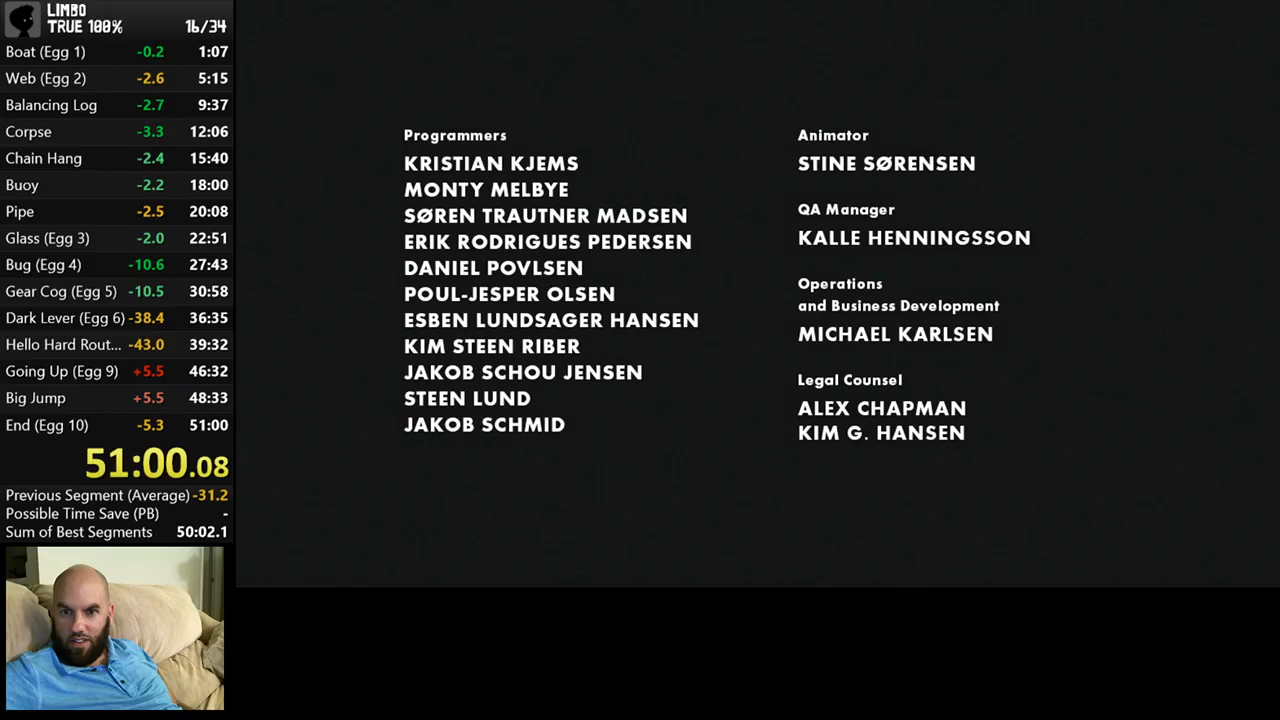 LIMBO
TRUE 100% 16/34
Boat (Egg 1) -0.2 1:07
Web (Egg 2) -2.6 5:15
Balancing Log -2.7 9:37
Corpse -3.3 12:06
Chain Hang -2.4 15:40
Buoy -2.2 18:00
Pipe -2.5 20:08
Glass (Egg 3) -2.0 22:51
Bug (Egg 4) -10.6 27:43
Gear Cog (Egg 5) -10.5 30:58
Dark Lever (Egg 6) -38.4 36:35
Hello Hard Rout... -43.0 39:32
Going Up (Egg 9) +5.5 46:32
Big Jump +5.5 48:33
End (Egg 10) -5.3 51:00
51:00.08
Previous Segment (Average) -31.2
Possible Time Save (PB) -
Sum of Best Segments 50:02.1
Programmers
KRISTIAN KJEMS
MONTY MELBYE
SØREN TRAUTNER MADSEN
ERIK RODRIGUES PEDERSEN
DANIEL POVLSEN
POUL-JESPER OLSEN
ESBEN LUNDSAGER HANSEN
KIM STEEN RIBER
JAKOB SCHOU JENSEN
STEEN LUND
JAKOB SCHMID
Animator
STINE SØRENSEN
QA Manager
KALLE HENNINGSSON
Operations
and Business Development
MICHAEL KARLSEN
Legal Counsel
ALEX CHAPMAN
KIM G. HANSEN